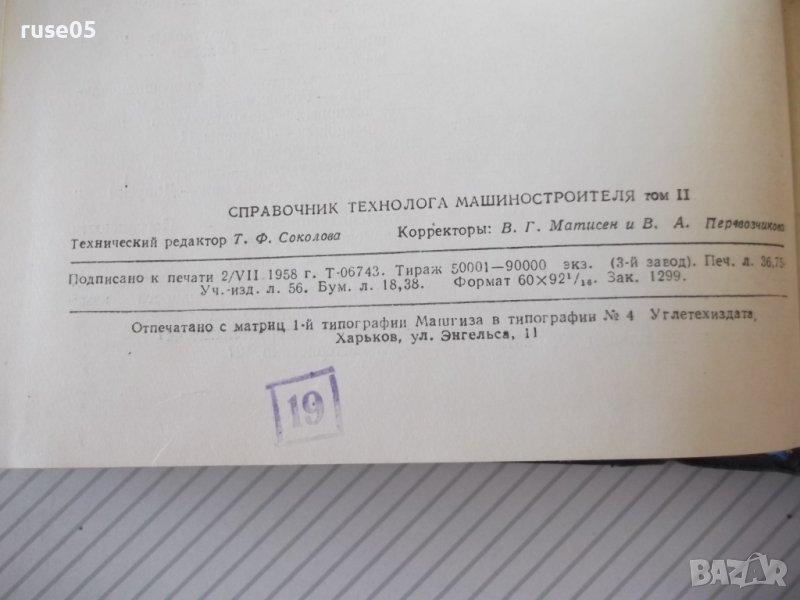 ruse05
СПРАВОЧНИК ТЕХНОЛОГА МАШИНОСТРОИТЕЛЯ том II
Технический редактор Т. Ф. Соколова Корректоры: В. Г. Матисен и В. А. Перевозчикова
Подписано к печати 2/VII 1958 г. Т-06743. Тираж 50001—90000 экз. (3-й завод). Печ. л. 36,75
Уч.-изд. л. 56. Бум. л. 18,38. Формат 60×92¹/₁₆. Зак. 1299.
Отпечатано с матриц 1-й типографии Машгиза в типографии № 4 Углетехиздата,
Харьков, ул. Энгельса, 11
19
BAZAR